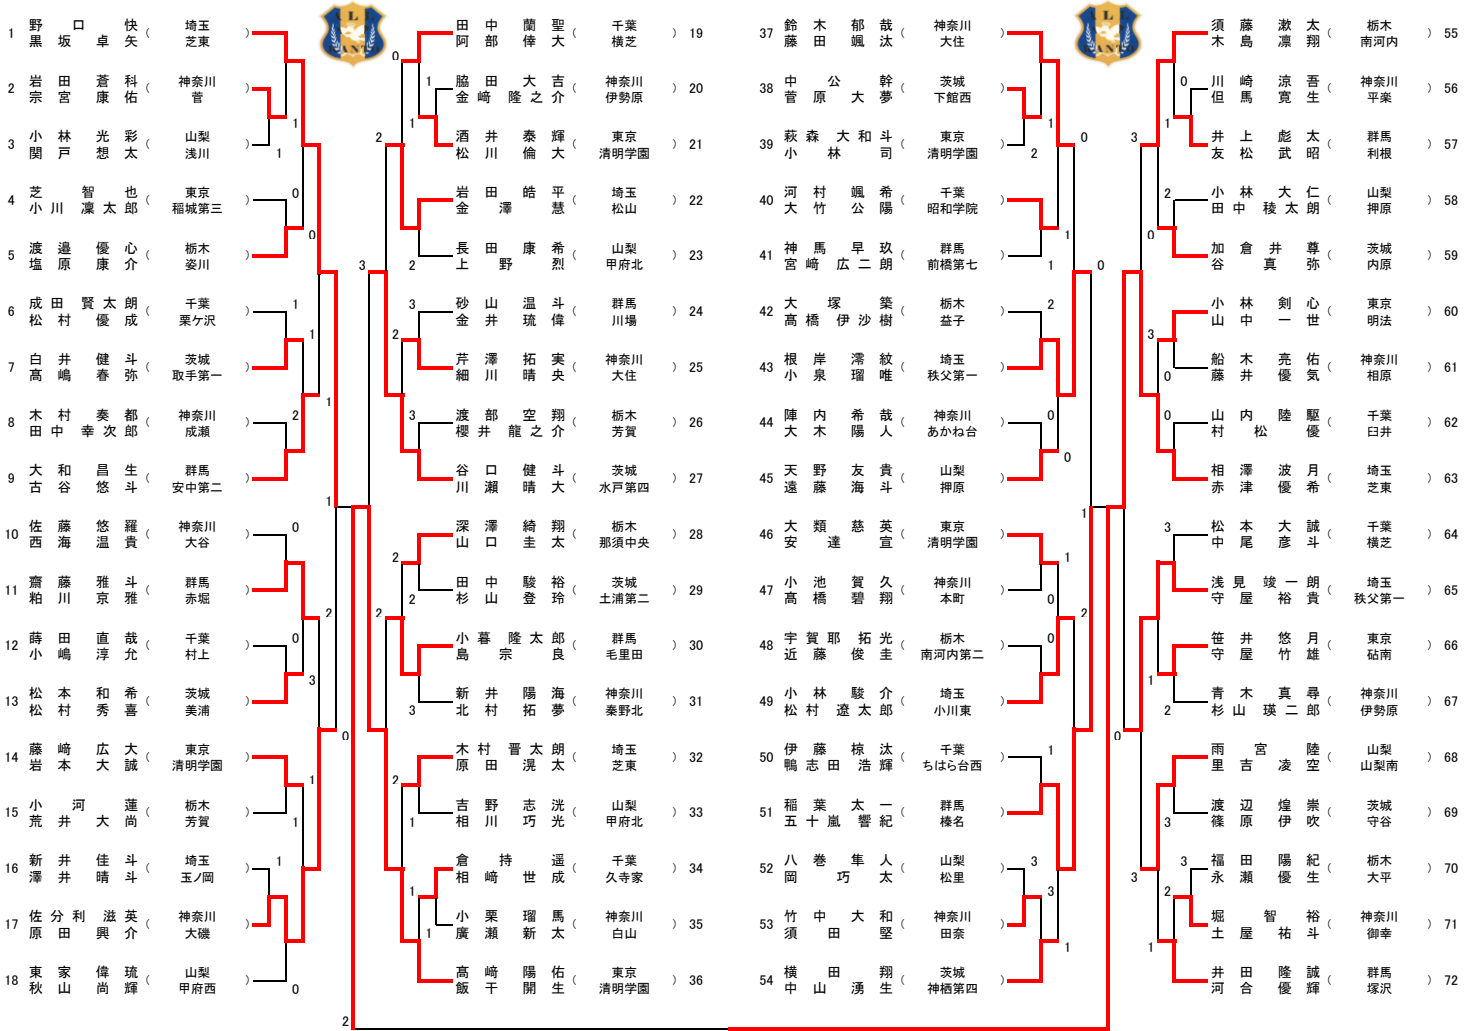 1 野口快 ( 埼玉 )
黒坂卓矢 芝東
2 岩田蒼科 ( 神奈川 )
宗宮康佑 菅
3 小林光彩 ( 山梨 )
関戸想太 浅川
4 芝智也 ( 東京 )
小川凜太郎 稲城第三
5 渡邉優心 ( 栃木 )
塩原康介 姿川
6 成田賢太朗 ( 千葉 )
松村優成 栗ケ沢
7 白井健斗 ( 茨城 )
髙嶋春弥 取手第一
8 木村奏都 ( 神奈川 )
田中幸次郎 成瀬
9 大和昌生 ( 群馬 )
古谷悠斗 安中第二
10 佐藤悠羅 ( 神奈川 )
西海温貴 大谷
11 齋藤雅斗 ( 群馬 )
粕川京雅 赤堀
12 蒔田直哉 ( 千葉 )
小嶋淳允 村上
13 松本和希 ( 茨城 )
松村秀喜 美浦
14 藤﨑広大 ( 東京 )
岩本大誠 清明学園
15 小河蓮 ( 栃木 )
荒井大尚 芳賀
16 新井佳斗 ( 埼玉 )
澤井晴斗 玉ノ岡
17 佐分利滋英 ( 神奈川 )
原田興介 大磯
18 東家偉琉 ( 山梨 )
秋山尚輝 甲府西
田中蘭聖 ( 千葉 ) 19
阿部倖大 横芝
脇田大吉 ( 神奈川 ) 20
金﨑隆之介 伊勢原
酒井泰輝 ( 東京 ) 21
松川倫大 清明学園
岩田皓平 ( 埼玉 ) 22
金澤慧 松山
長田康希 ( 山梨 ) 23
上野烈 甲府北
砂山温斗 ( 群馬 ) 24
金井琉偉 川場
芹澤拓実 ( 神奈川 ) 25
細川晴央 大住
渡部空翔 ( 栃木 ) 26
櫻井龍之介 芳賀
谷口健斗 ( 茨城 ) 27
川瀨晴大 水戸第四
深澤綺翔 ( 栃木 ) 28
山口圭太 那須中央
田中駿裕 ( 茨城 ) 29
杉山登玲 土浦第二
小暮隆太郎 ( 群馬 ) 30
島宗良 毛里田
新井陽海 ( 神奈川 ) 31
北村拓夢 秦野北
木村晋太朗 ( 埼玉 ) 32
原田滉太 芝東
吉野志洸 ( 山梨 ) 33
相川巧光 甲府北
倉持遥 ( 千葉 ) 34
相﨑世成 久寺家
小栗瑠馬 ( 神奈川 ) 35
廣瀬新太 白山
髙﨑陽佑 ( 東京 ) 36
飯干開生 清明学園
37 鈴木郁哉 ( 神奈川 )
藤田颯汰 大住
38 中公幹 ( 茨城 )
菅原大夢 下館西
39 萩森大和斗 ( 東京 )
小林司 清明学園
40 河村颯希 ( 千葉 )
大竹公陽 昭和学院
41 神馬早玖 ( 群馬 )
宮﨑広二朗 前橋第七
42 大塚築 ( 栃木 )
髙橋伊沙樹 益子
43 根岸澪紋 ( 埼玉 )
小泉瑠唯 秩父第一
44 陣内希哉 ( 神奈川 )
大木陽人 あかね台
45 天野友貴 ( 山梨 )
遠藤海斗 押原
46 大類慈英 ( 東京 )
安達宣 清明学園
47 小池賀久 ( 神奈川 )
髙橋碧翔 本町
48 宇賀耶拓光 ( 栃木 )
近藤俊圭 南河内第二
49 小林駿介 ( 埼玉 )
松村遼太郎 小川東
50 伊藤椋汰 ( 千葉 )
鴨志田浩輝 ちはら台西
51 稲葉太一 ( 群馬 )
五十嵐響紀 榛名
52 八巻隼人 ( 山梨 )
岡巧太 松里
53 竹中大和 ( 神奈川 )
須田堅 田奈
54 横田翔 ( 茨城 )
中山湧生 神栖第四
須藤漱太 ( 栃木 ) 55
木島凛翔 南河内
川崎涼吾 ( 神奈川 ) 56
但馬寛生 平楽
井上彪太 ( 群馬 ) 57
友松武昭 利根
小林大仁 ( 山梨 ) 58
田中稜太朗 押原
加倉井尊 ( 茨城 ) 59
谷真弥 内原
小林剣心 ( 東京 ) 60
山中一世 明法
船木亮佑 ( 神奈川 ) 61
藤井優気 相原
山内陸駆 ( 千葉 ) 62
村松優 臼井
相澤波月 ( 埼玉 ) 63
赤津優希 芝東
松本大誠 ( 千葉 ) 64
中尾彦斗 横芝
浅見竣一朗 ( 埼玉 ) 65
守屋裕貴 秩父第一
笹井悠月 ( 東京 ) 66
守屋竹雄 砧南
青木真尋 ( 神奈川 ) 67
杉山瑛二郎 伊勢原
雨宮陸 ( 山梨 ) 68
里吉凌空 山梨南
渡辺煌崇 ( 茨城 ) 69
篠原伊吹 守谷
福田陽紀 ( 栃木 ) 70
永瀬優生 大平
堀智裕 ( 神奈川 ) 71
土屋祐斗 御幸
井田隆誠 ( 群馬 ) 72
河合優輝 塚沢